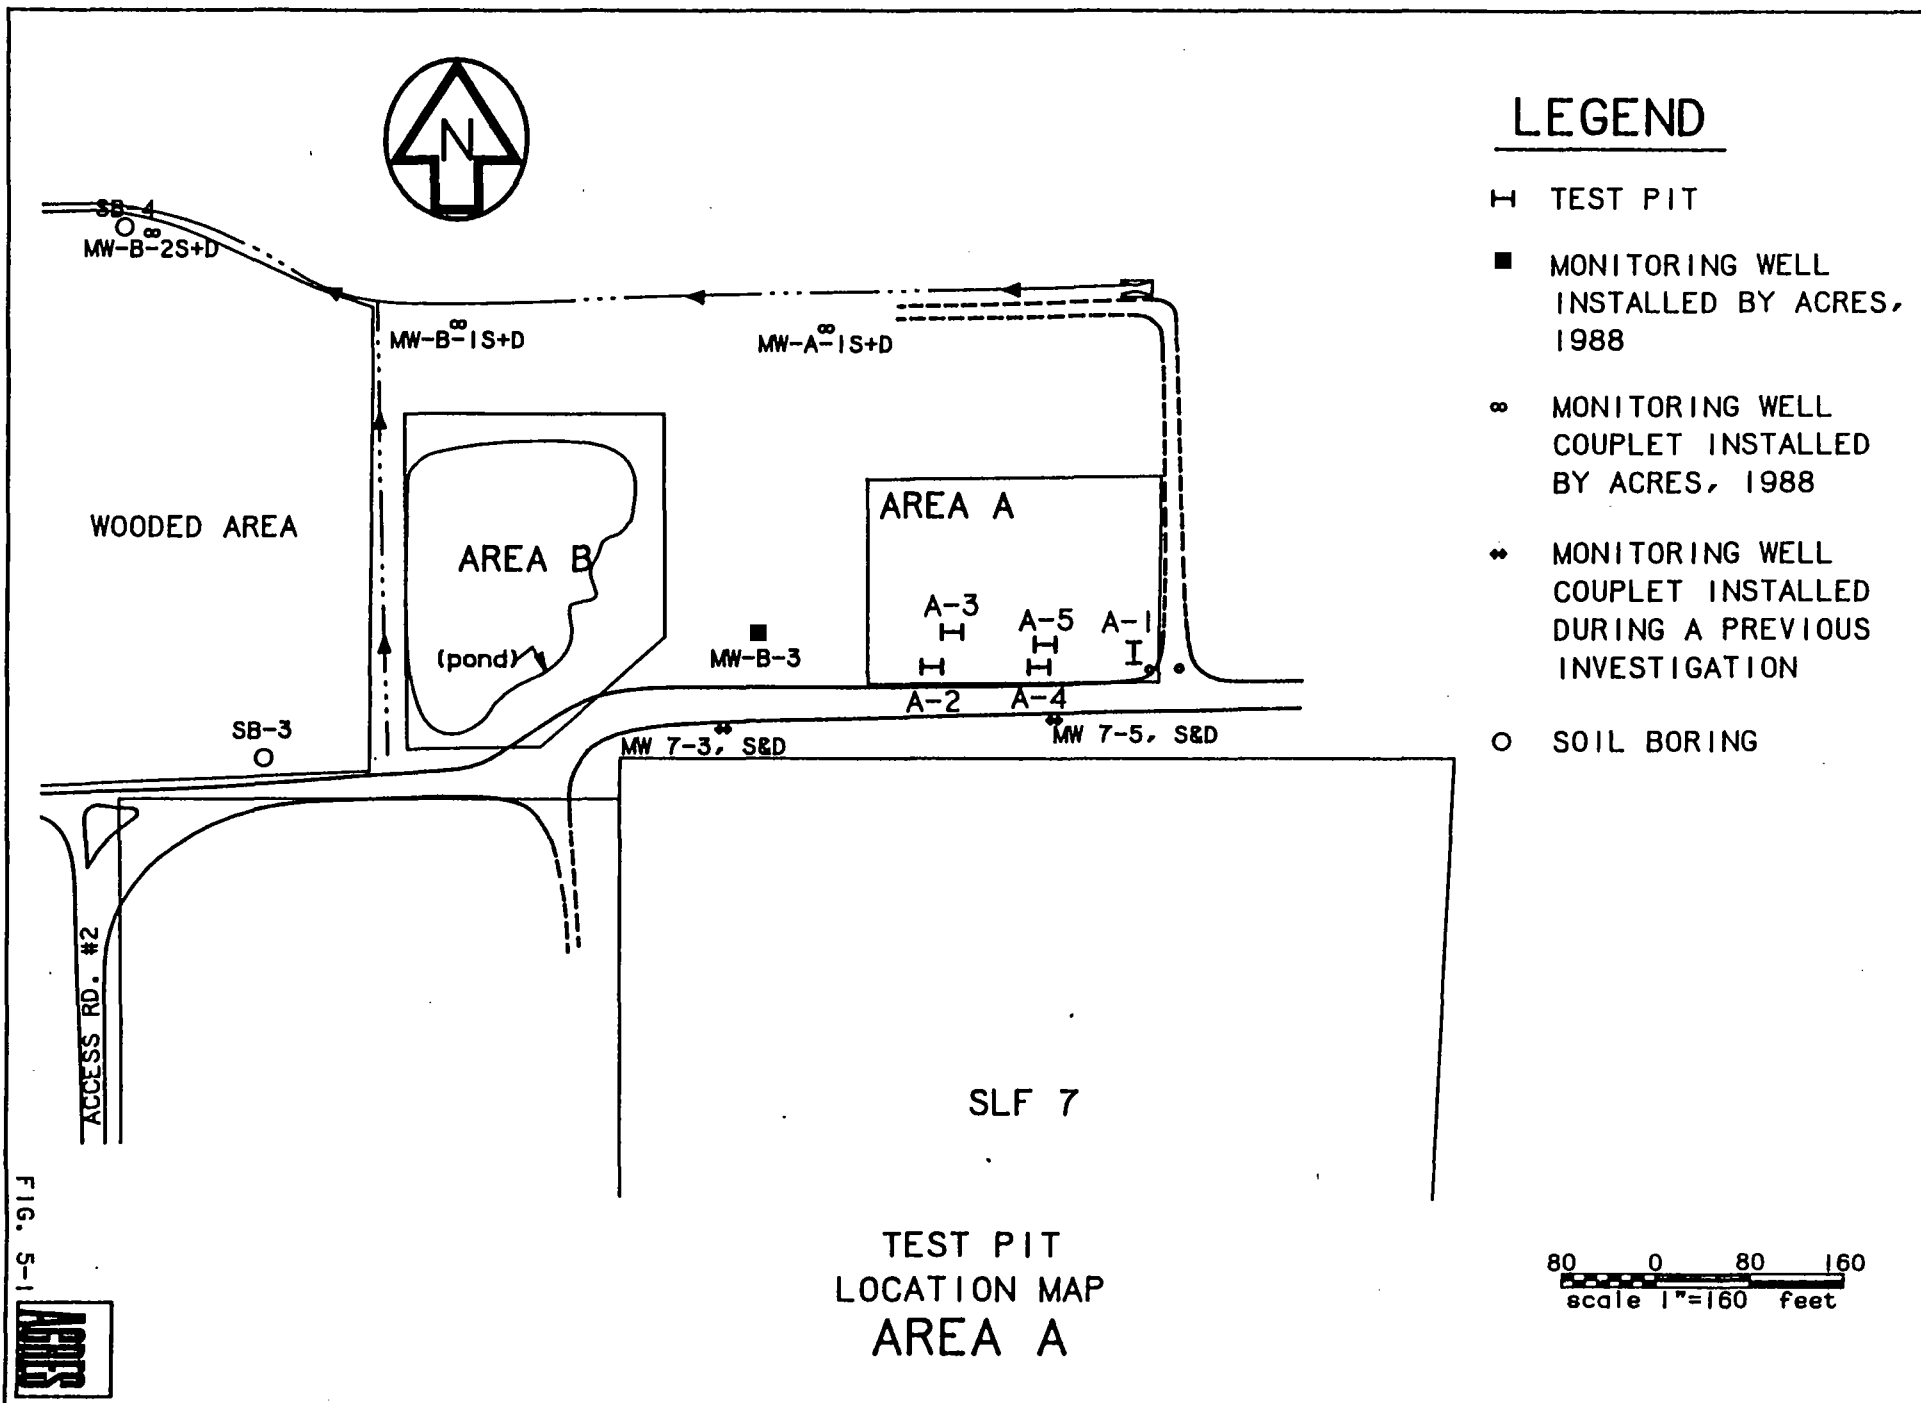 N
LEGEND
TEST PIT
MONITORING WELL
INSTALLED BY ACRES,
1988
MONITORING WELL
COUPLET INSTALLED
BY ACRES, 1988
MONITORING WELL
COUPLET INSTALLED
DURING A PREVIOUS
INVESTIGATION
SOIL BORING
SB-4
MW-B-2S+D
MW-B-1S+D
MW-A-1S+D
WOODED AREA
AREA B
(pond)
AREA A
A-3
A-5
A-1
MW-B-3
A-2
A-4
SB-3
MW 7-3, S&D
MW 7-5, S&D
ACCESS RD. #2
SLF 7
FIG. 5-1
ACRES
TEST PIT
LOCATION MAP
AREA A
80 0 80 160
scale 1"=160 feet